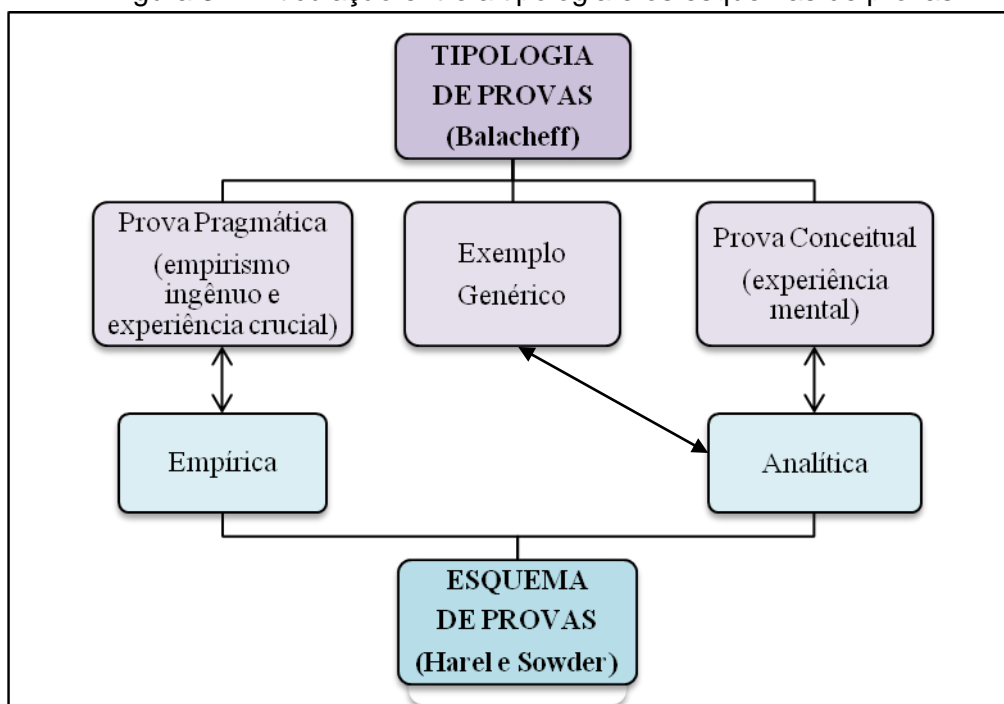 TIPOLOGIA
DE PROVAS
(Balacheff)
Prova Pragmática
(empirismo
ingênuo e
experiência crucial)
Exemplo
Genérico
Prova Conceitual
(experiência
mental)
Empírica
Analítica
ESQUEMA
DE PROVAS
(Harel e Sowder)